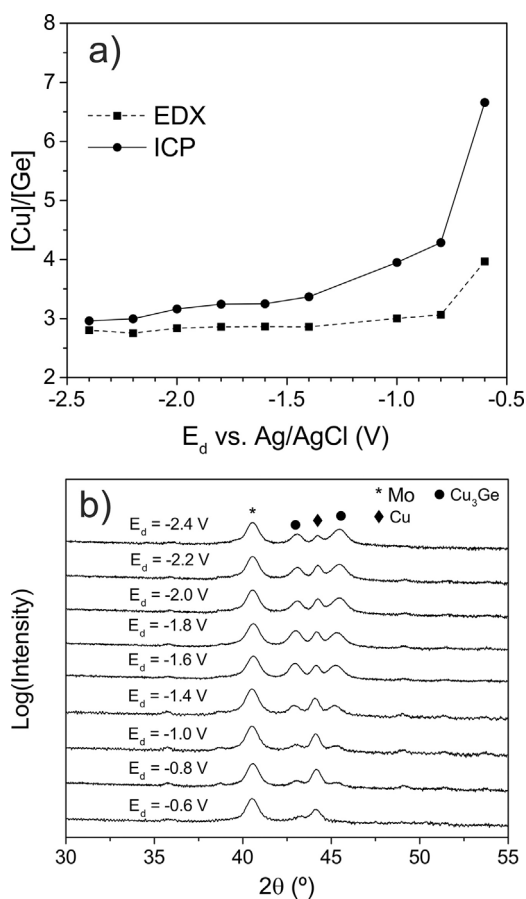 a)
8
7
6
5
4
3
2
[Cu]/[Ge]
EDX
ICP
-2.5 -2.0 -1.5 -1.0 -0.5
E_d vs. Ag/AgCl (V)
b)
* Mo ● Cu₃Ge
♦ Cu
*
E_d = -2.4 V
E_d = -2.2 V
E_d = -2.0 V
E_d = -1.8 V
E_d = -1.6 V
E_d = -1.4 V
E_d = -1.0 V
E_d = -0.8 V
E_d = -0.6 V
Log(Intensity)
30 35 40 45 50 55
2θ (º)